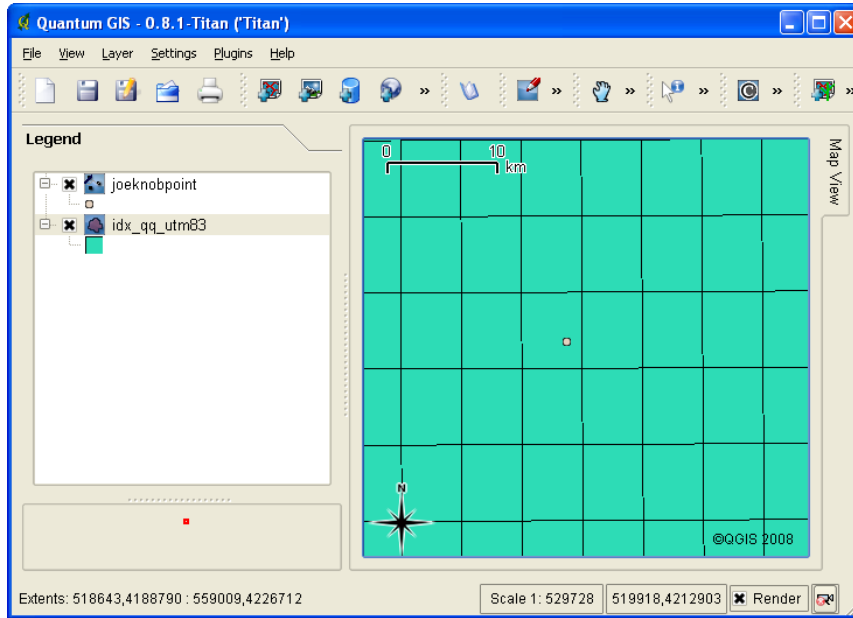 Quantum GIS - 0.8.1-Titan ('Titan')
File View Layer Settings Plugins Help
» » » » » »
Legend
joeknobpoint
idx_qq_utm83
0 10
km
N
©QGIS 2008
Map View
Extents: 518643,4188790 : 559009,4226712
Scale 1: 529728
519918,4212903
Render